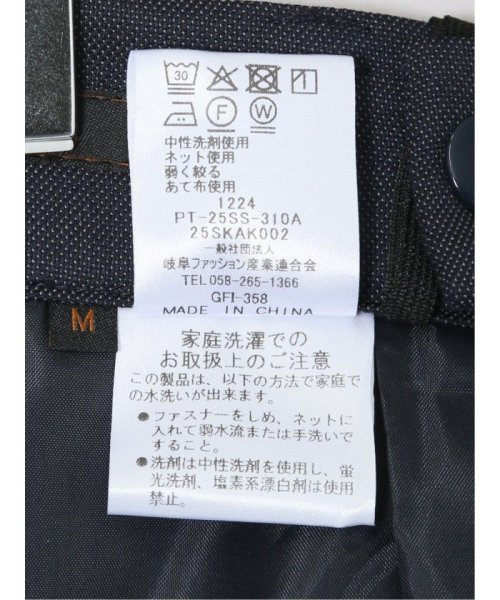 30
F
W
中性洗剤使用
ネット使用
弱く絞る
あて布使用
1224
PT-25SS-310A
25SKAK002
一般社団法人
岐阜ファッション産業連合会
TEL058-265-1366
GFI-358
MADE IN CHINA
M
家庭洗濯での
お取扱上のご注意
この製品は、以下の方法で家庭で
の水洗いが出来ます。
●ファスナーをしめ、ネットに
入れて弱水流または手洗いで
すること。
●洗剤は中性洗剤を使用し、蛍
光洗剤、塩素系漂白剤は使用
禁止。